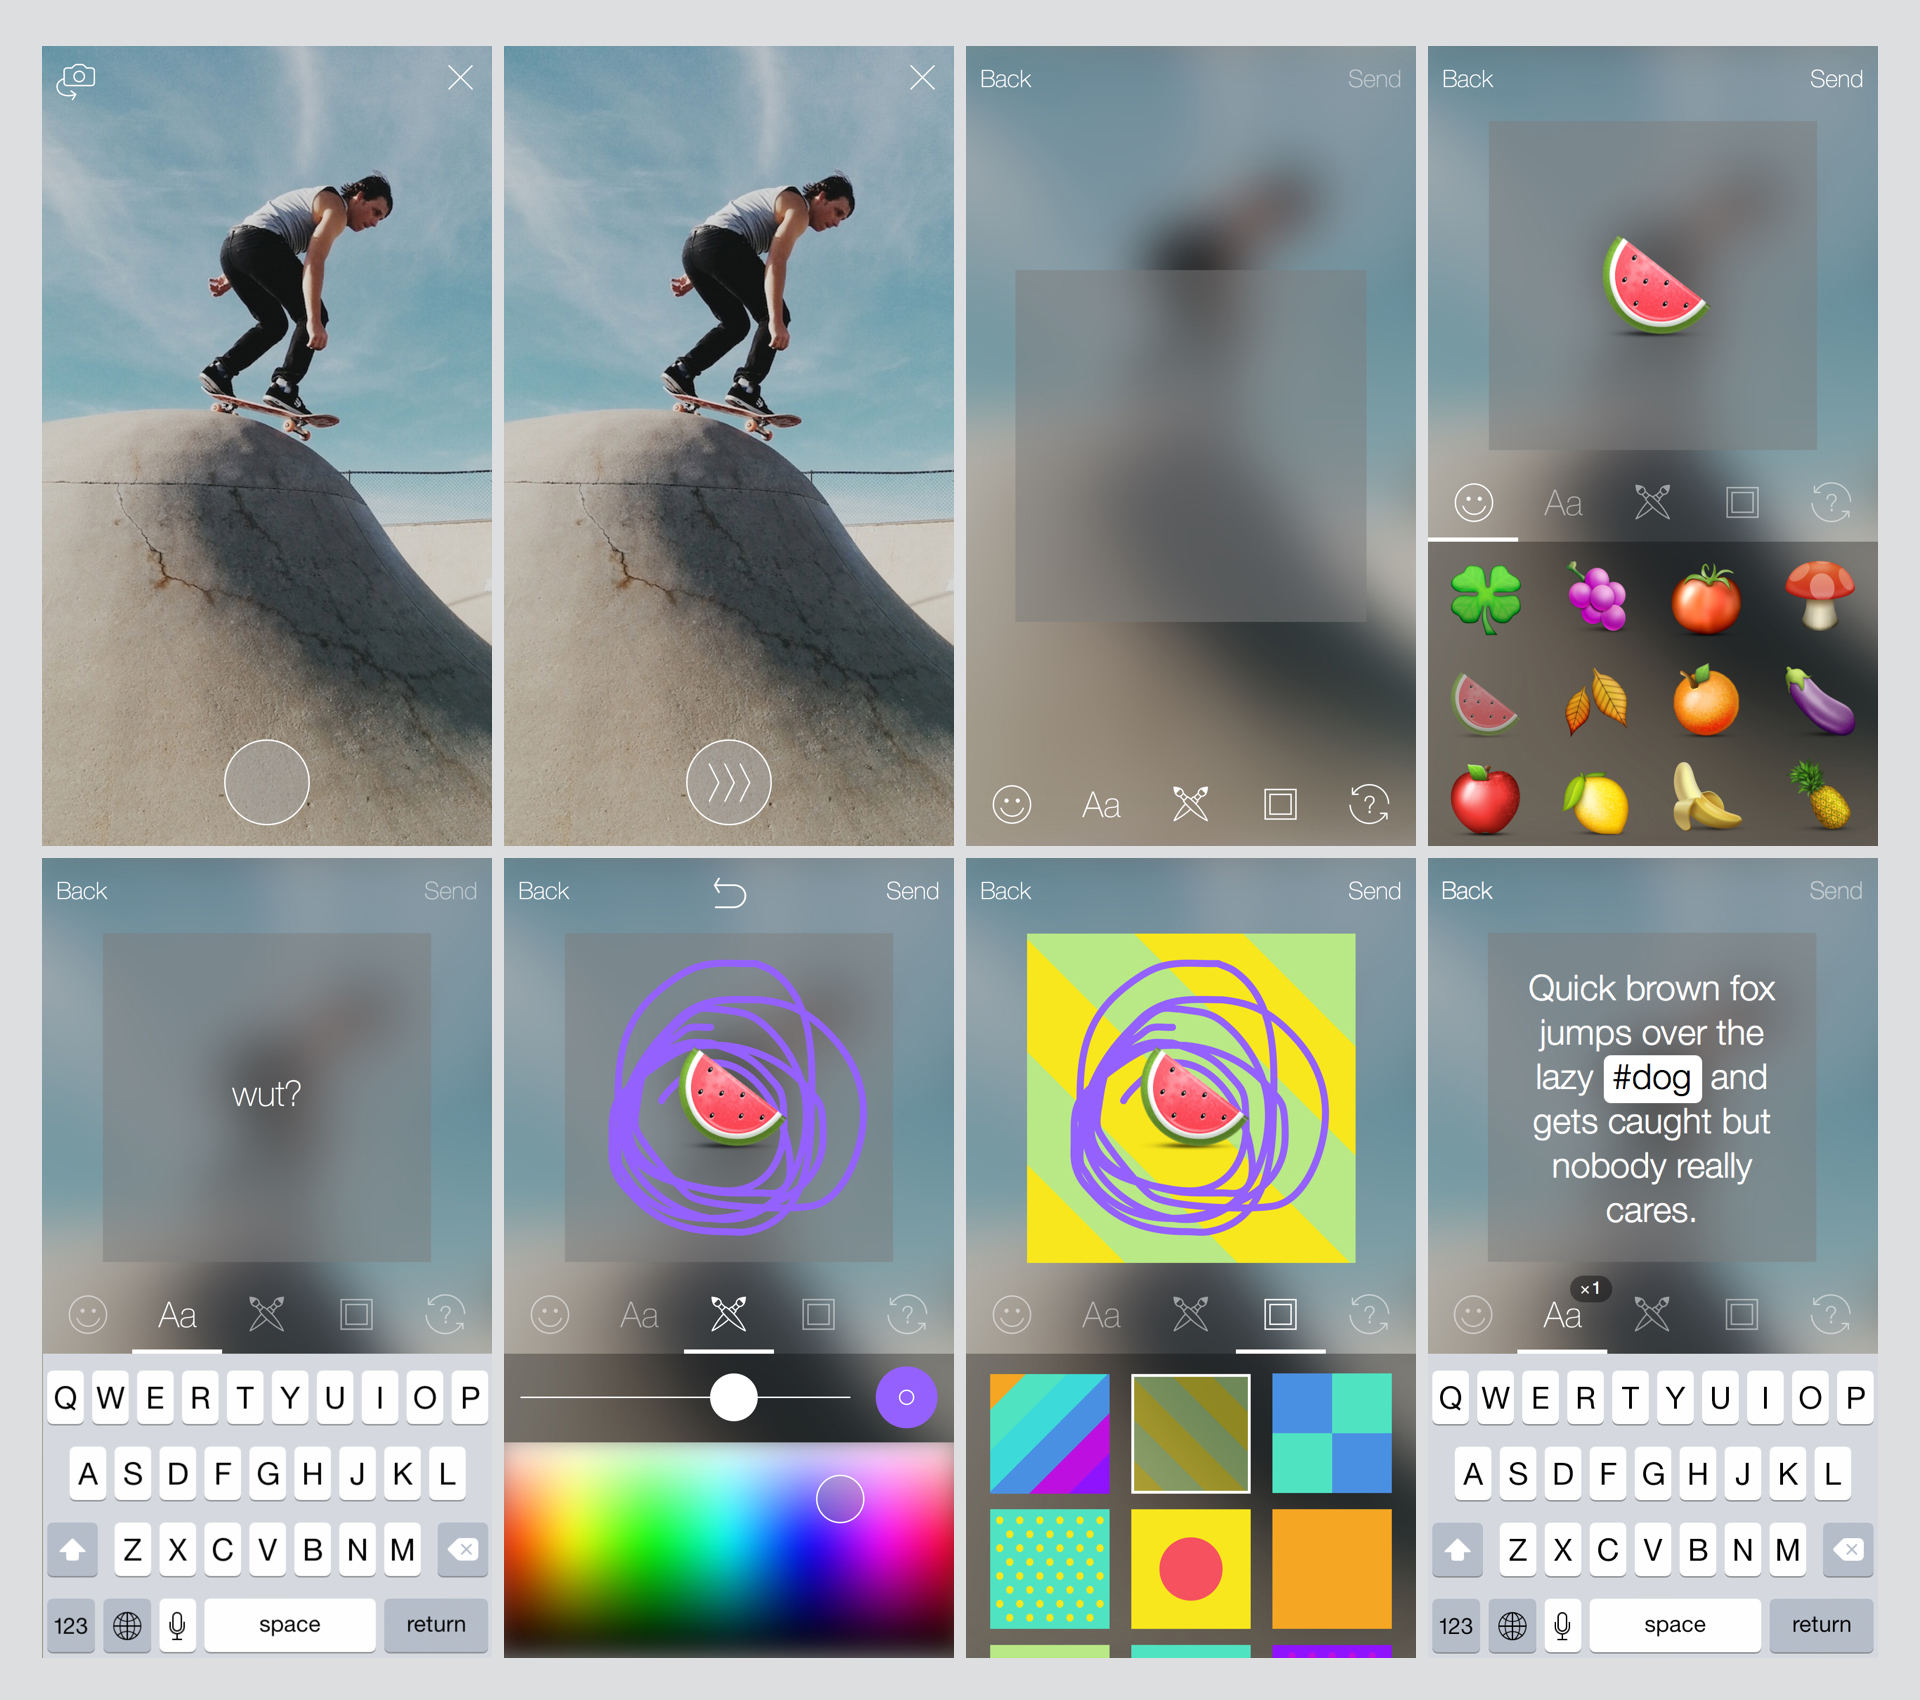 Back
Send
Aa
?
Back
Send
Aa
?
Back
Send
wut?
Aa
?
Q W E R T Y U I O P
A S D F G H J K L
Z X C V B N M
123
space
return
Back
Send
Aa
?
Back
Send
Aa
?
Back
Send
Quick brown fox
jumps over the
lazy #dog and
gets caught but
nobody really
cares.
×1
Aa
?
Q W E R T Y U I O P
A S D F G H J K L
Z X C V B N M
123
space
return